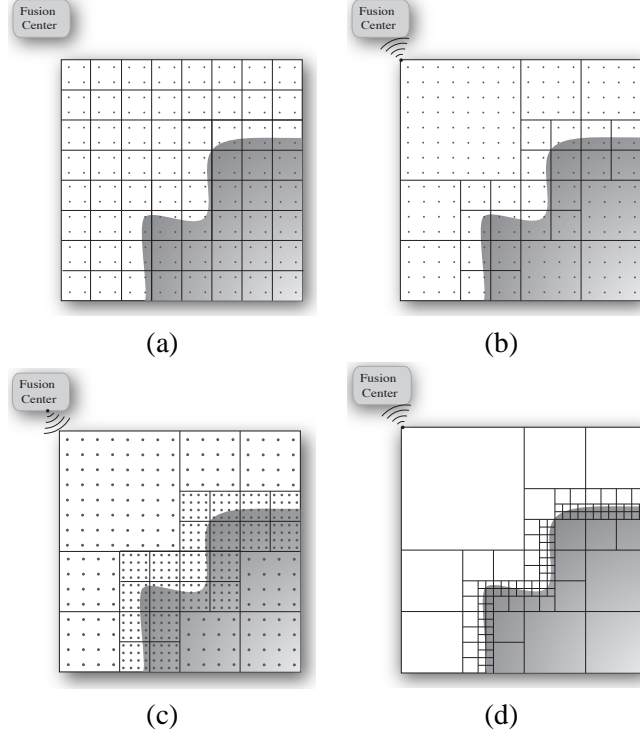 Fusion
Center
Fusion
Center
(a)
(b)
Fusion
Center
Fusion
Center
(c)
(d)